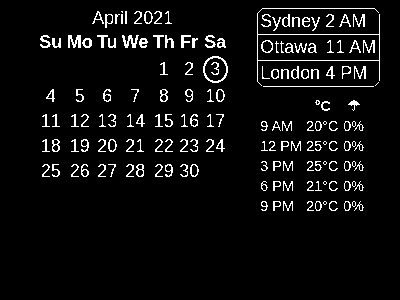 April 2021
Su Mo Tu We Th Fr Sa
1 2 3
4 5 6 7 8 9 10
11 12 13 14 15 16 17
18 19 20 21 22 23 24
25 26 27 28 29 30
Sydney 2 AM
Ottawa 11 AM
London 4 PM
°C ☂
9 AM 20°C 0%
12 PM 25°C 0%
3 PM 25°C 0%
6 PM 21°C 0%
9 PM 20°C 0%